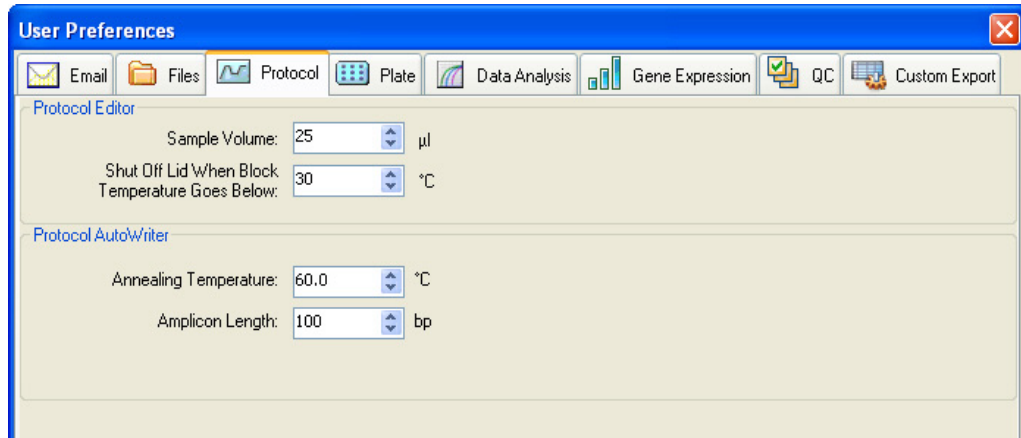 User Preferences
Email Files Protocol Plate Data Analysis Gene Expression QC Custom Export
Protocol Editor
Sample Volume: 25 µl
Shut Off Lid When Block
Temperature Goes Below: 30 °C
Protocol AutoWriter
Annealing Temperature: 60.0 °C
Amplicon Length: 100 bp